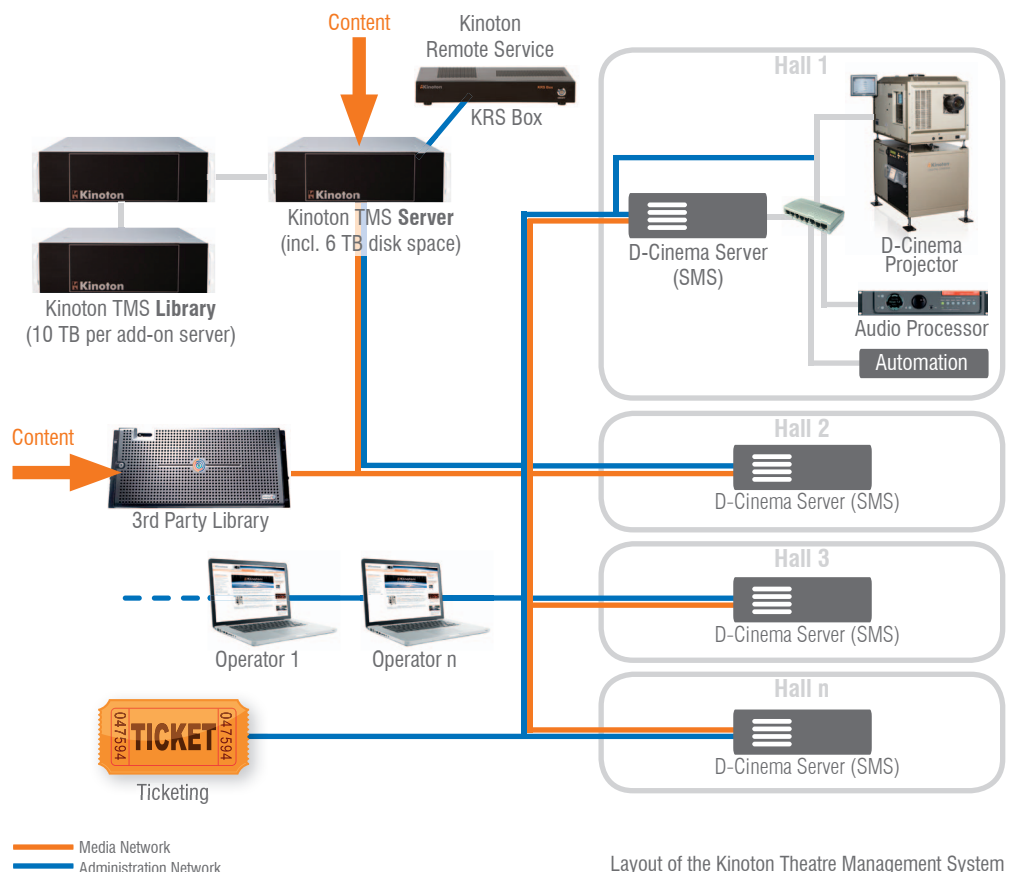 Content
Kinoton
Remote Service
KRS Box
Kinoton
Kinoton
Kinoton TMS Server
(incl. 6 TB disk space)
Kinoton
Kinoton TMS Library
(10 TB per add-on server)
Hall 1
D-Cinema Server
(SMS)
D-Cinema
Projector
Audio Processor
Automation
Content
3rd Party Library
Hall 2
D-Cinema Server (SMS)
Hall 3
D-Cinema Server (SMS)
Operator 1
Operator n
Hall n
D-Cinema Server (SMS)
047594
TICKET
047594
Ticketing
Media Network
Administration Network
Layout of the Kinoton Theatre Management System